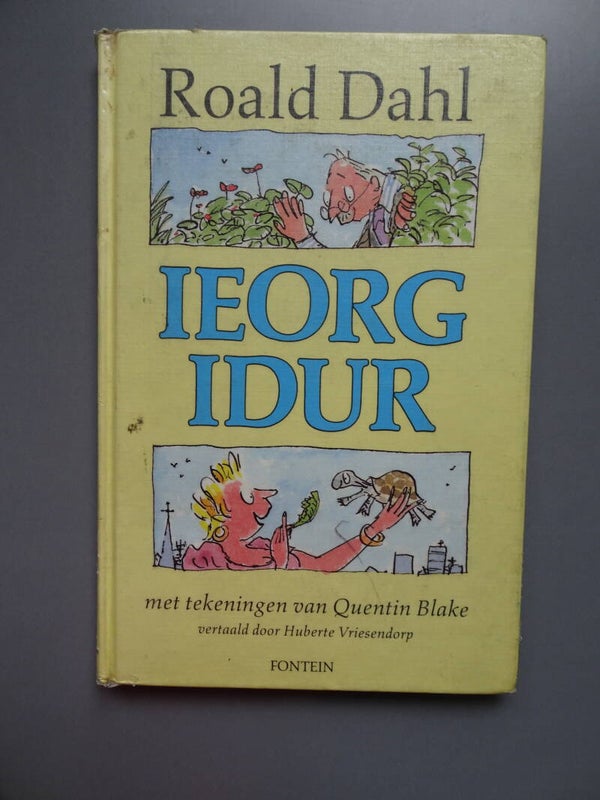 Roald Dahl
IEORG
IDUR
met tekeningen van Quentin Blake
vertaald door Huberte Vriesendorp
FONTEIN